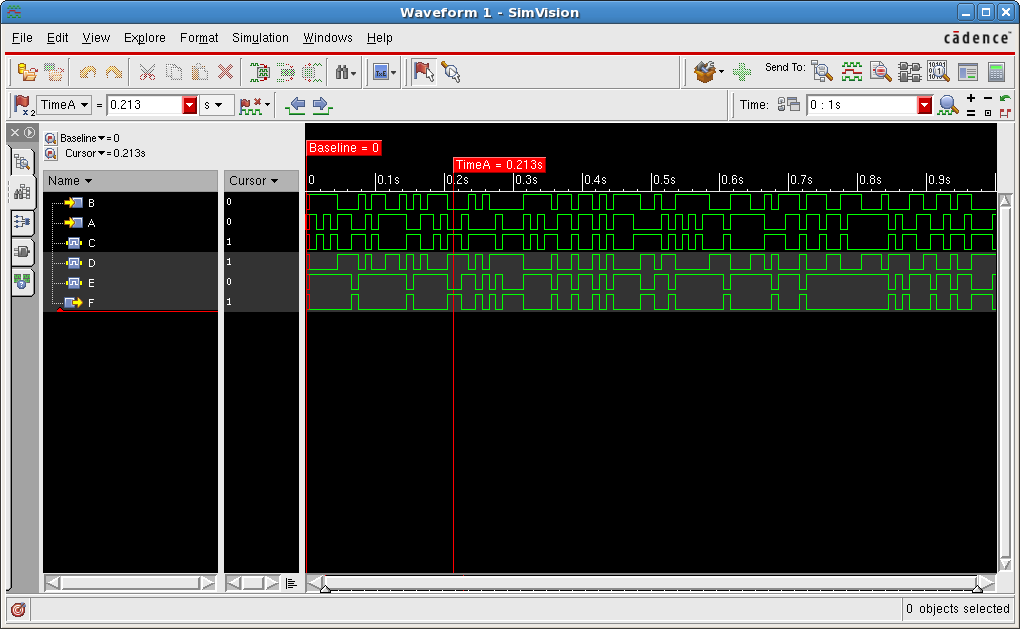 Waveform 1 - SimVision
File Edit View Explore Format Simulation Windows Help
cādence™
Send To:
x2 TimeA = 0.213 s
Time: 0 : 1s
Baseline = 0
Cursor = 0.213s
Baseline = 0
TimeA = 0.213s
Name Cursor
0 0.1s 0.2s 0.3s 0.4s 0.5s 0.6s 0.7s 0.8s 0.9s
B 0
A 0
C 1
D 1
E 0
F 1
0 objects selected